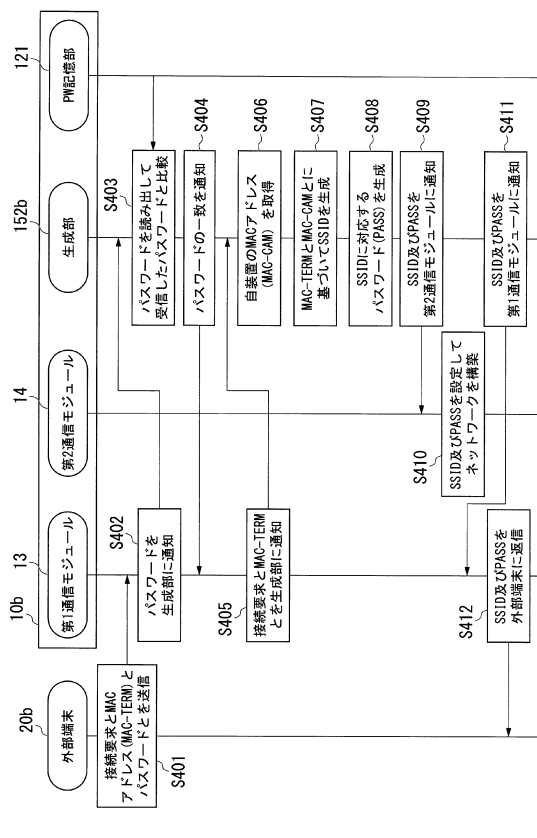 10b
20b
外部端末
13
第1通信モジュール
14
第2通信モジュール
152b
生成部
121
PW記憶部
接続要求とMAC
アドレス(MAC-TERM)と
パスワードとを送信
S401
S402
パスワードを
生成部に通知
S403
パスワードを読み出して
受信したパスワードと比較
パスワードの一致を通知
S404
S405
接続要求とMAC-TERM
とを生成部に通知
自装置のMACアドレス
(MAC-CAM)を取得
S406
MAC-TERMとMAC-CAMとに
基づいてSSIDを生成
S407
SSIDに対応する
パスワード(PASS)を生成
S408
SSID及びPASSを
第2通信モジュールに通知
S409
S410
SSID及びPASSを設定して
ネットワークを構築
SSID及びPASSを
第1通信モジュールに通知
S411
S412
SSID及びPASSを
外部端末に返信